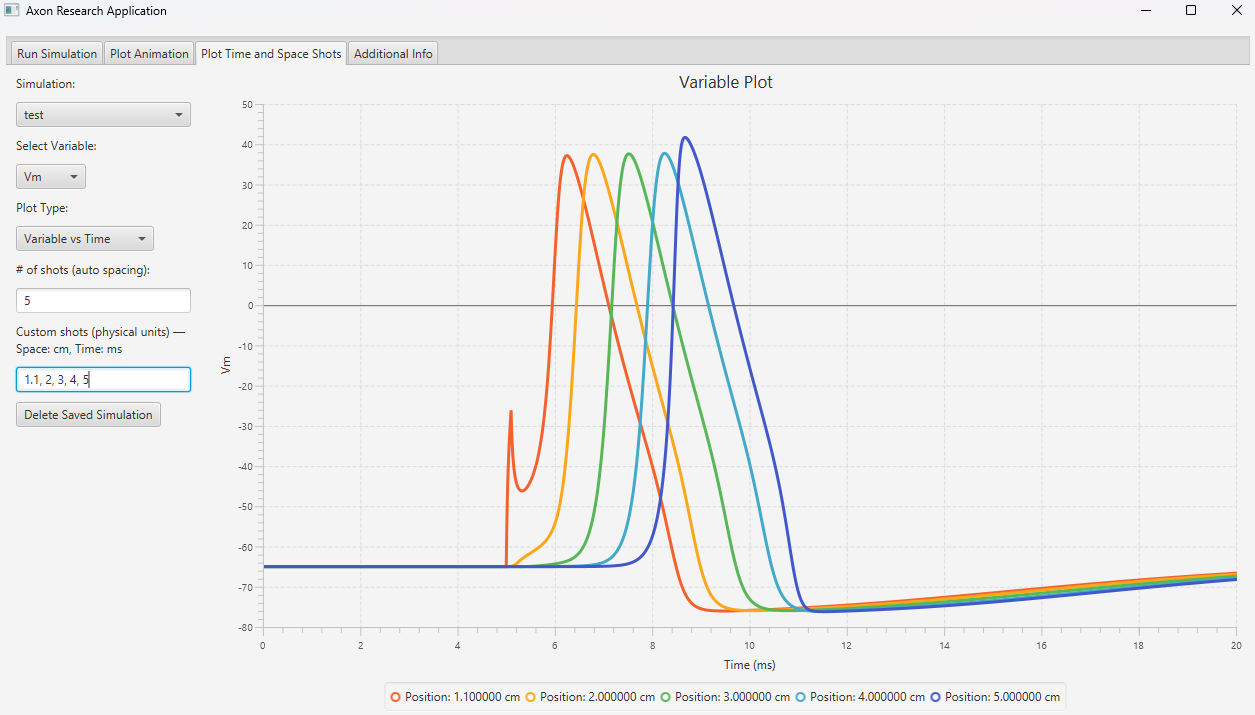 Axon Research Application
Run Simulation
Plot Animation
Plot Time and Space Shots
Additional Info
Simulation:
test
Select Variable:
Vm
Plot Type:
Variable vs Time
# of shots (auto spacing):
5
Custom shots (physical units) —
Space: cm, Time: ms
1.1, 2, 3, 4, 5
Delete Saved Simulation
Variable Plot
Vm
50
40
30
20
10
0
-10
-20
-30
-40
-50
-60
-70
-80
0 2 4 6 8 10 12 14 16 18 20
Time (ms)
Position: 1.100000 cm Position: 2.000000 cm Position: 3.000000 cm Position: 4.000000 cm Position: 5.000000 cm